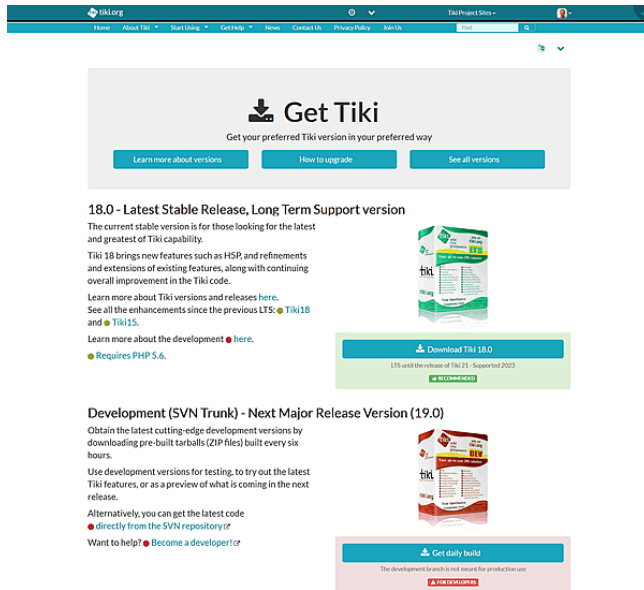 tiki.org
Tiki Project Sites
Home About Tiki Start Using Get Help News Contact Us Privacy Policy Join Us Find
Get Tiki
Get your preferred Tiki version in your preferred way
Learn more about versions How to upgrade See all versions
18.0 - Latest Stable Release, Long Term Support version
The current stable version is for those looking for the latest
and greatest of Tiki capability.
Tiki 18 brings new features such as H5P, and refinements
and extensions of existing features, along with continuing
overall improvement in the Tiki code.
Learn more about Tiki versions and releases here.
See all the enhancements since the previous LTS: Tiki18
and Tiki15.
Learn more about the development here.
Requires PHP 5.6.
tiki
LTS
tiki
tiki.org
Download Tiki 18.0
LTS until the release of Tiki 21 - Supported 2023
RECOMMENDED
Development (SVN Trunk) - Next Major Release Version (19.0)
Obtain the latest cutting-edge development versions by
downloading pre-built tarballs (ZIP files) built every six
hours.
Use development versions for testing, to try out the latest
Tiki features, or as a preview of what is coming in the next
release.
Alternatively, you can get the latest code
directly from the SVN repository
Want to help? Become a developer!
tiki
DEV
tiki
tiki.org
Get daily build
The development branch is not meant for production use
FOR DEVELOPERS